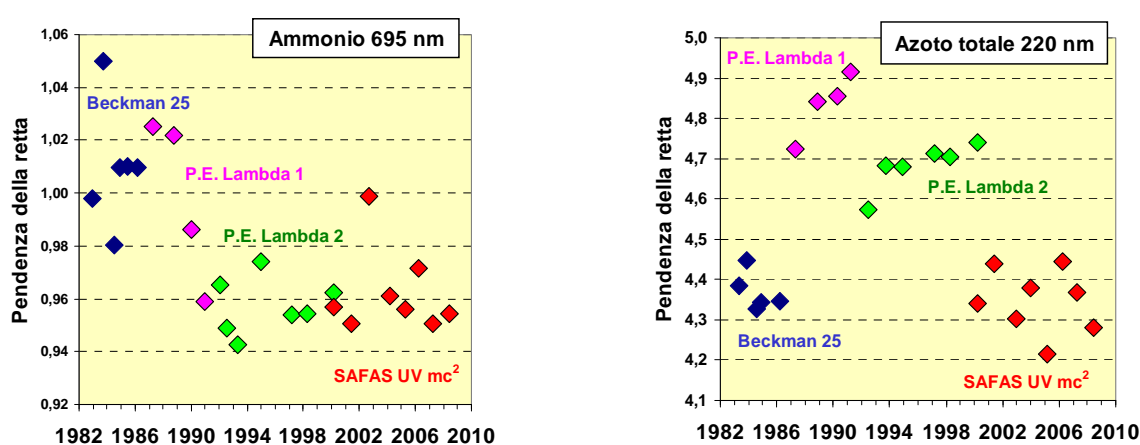 Ammonio 695 nm
Pendenza della retta
1,06
1,04
1,02
1,00
0,98
0,96
0,94
0,92
Beckman 25
P.E. Lambda 1
P.E. Lambda 2
SAFAS UV mc²
1982 1986 1990 1994 1998 2002 2006 2010
Azoto totale 220 nm
Pendenza della retta
5,0
4,9
4,8
4,7
4,6
4,5
4,4
4,3
4,2
4,1
P.E. Lambda 1
P.E. Lambda 2
Beckman 25
SAFAS UV mc²
1982 1986 1990 1994 1998 2002 2006 2010